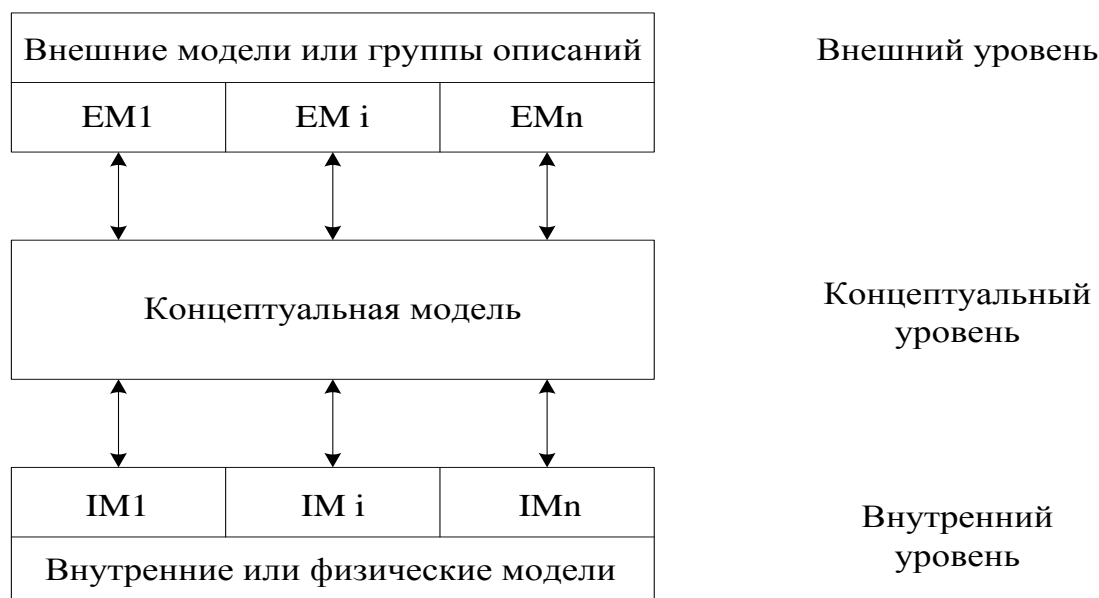 Внешние модели или группы описаний
Внешний уровень
EM1
EM i
EMn
Концептуальная модель
Концептуальный
уровень
IM1
IM i
IMn
Внутренний
уровень
Внутренние или физические модели